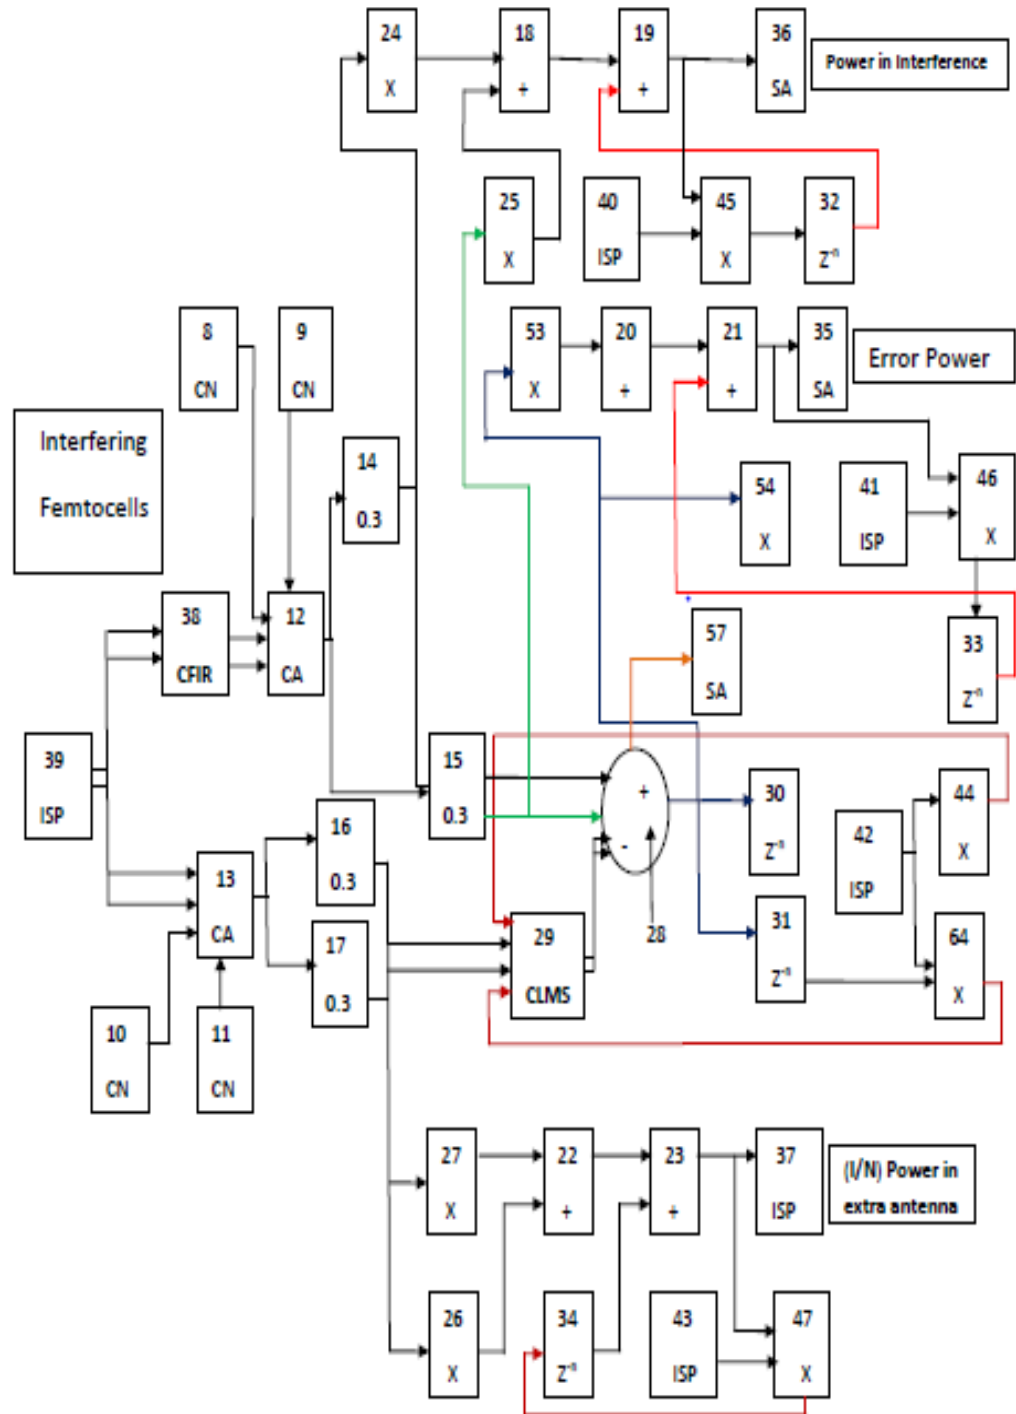 24
X
18
+
19
+
36
SA
Power in Interference
25
X
40
ISP
45
X
32
Z⁻ⁿ
8
CN
9
CN
53
X
20
+
21
+
35
SA
Error Power
Interfering
Femtocells
14
0.3
54
X
41
ISP
46
X
38
CFIR
12
CA
57
SA
33
Z⁻ⁿ
39
ISP
15
0.3
+
-
28
30
Z⁻ⁿ
42
ISP
44
X
16
0.3
13
CA
17
0.3
29
CLMS
31
Z⁻ⁿ
64
X
10
CN
11
CN
27
X
22
+
23
+
37
ISP
(I/N) Power in
extra antenna
26
X
34
Z⁻ⁿ
43
ISP
47
X